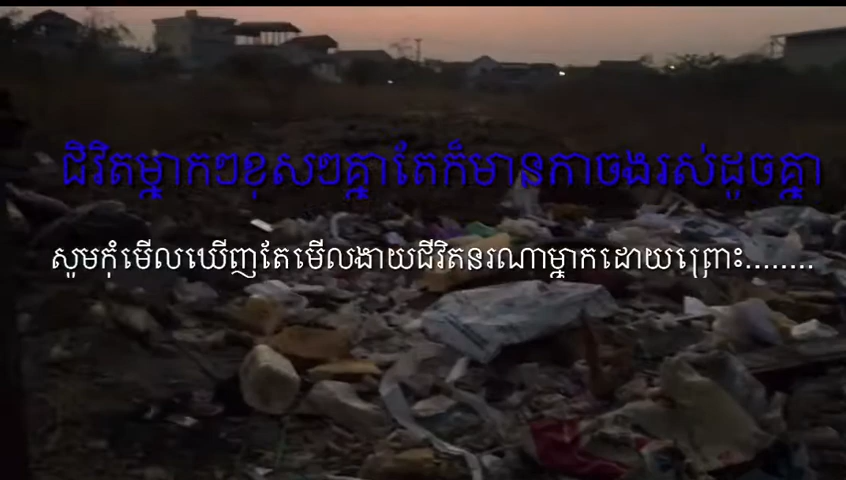 ជិវិតម្នាកៗខុសៗគ្នាតែក៏មានកាចងរស់ដូចគ្នា
សូមកុំមើលឃើញតែមើលងាយជីវិតនរណាម្នាកដោយព្រោះ........